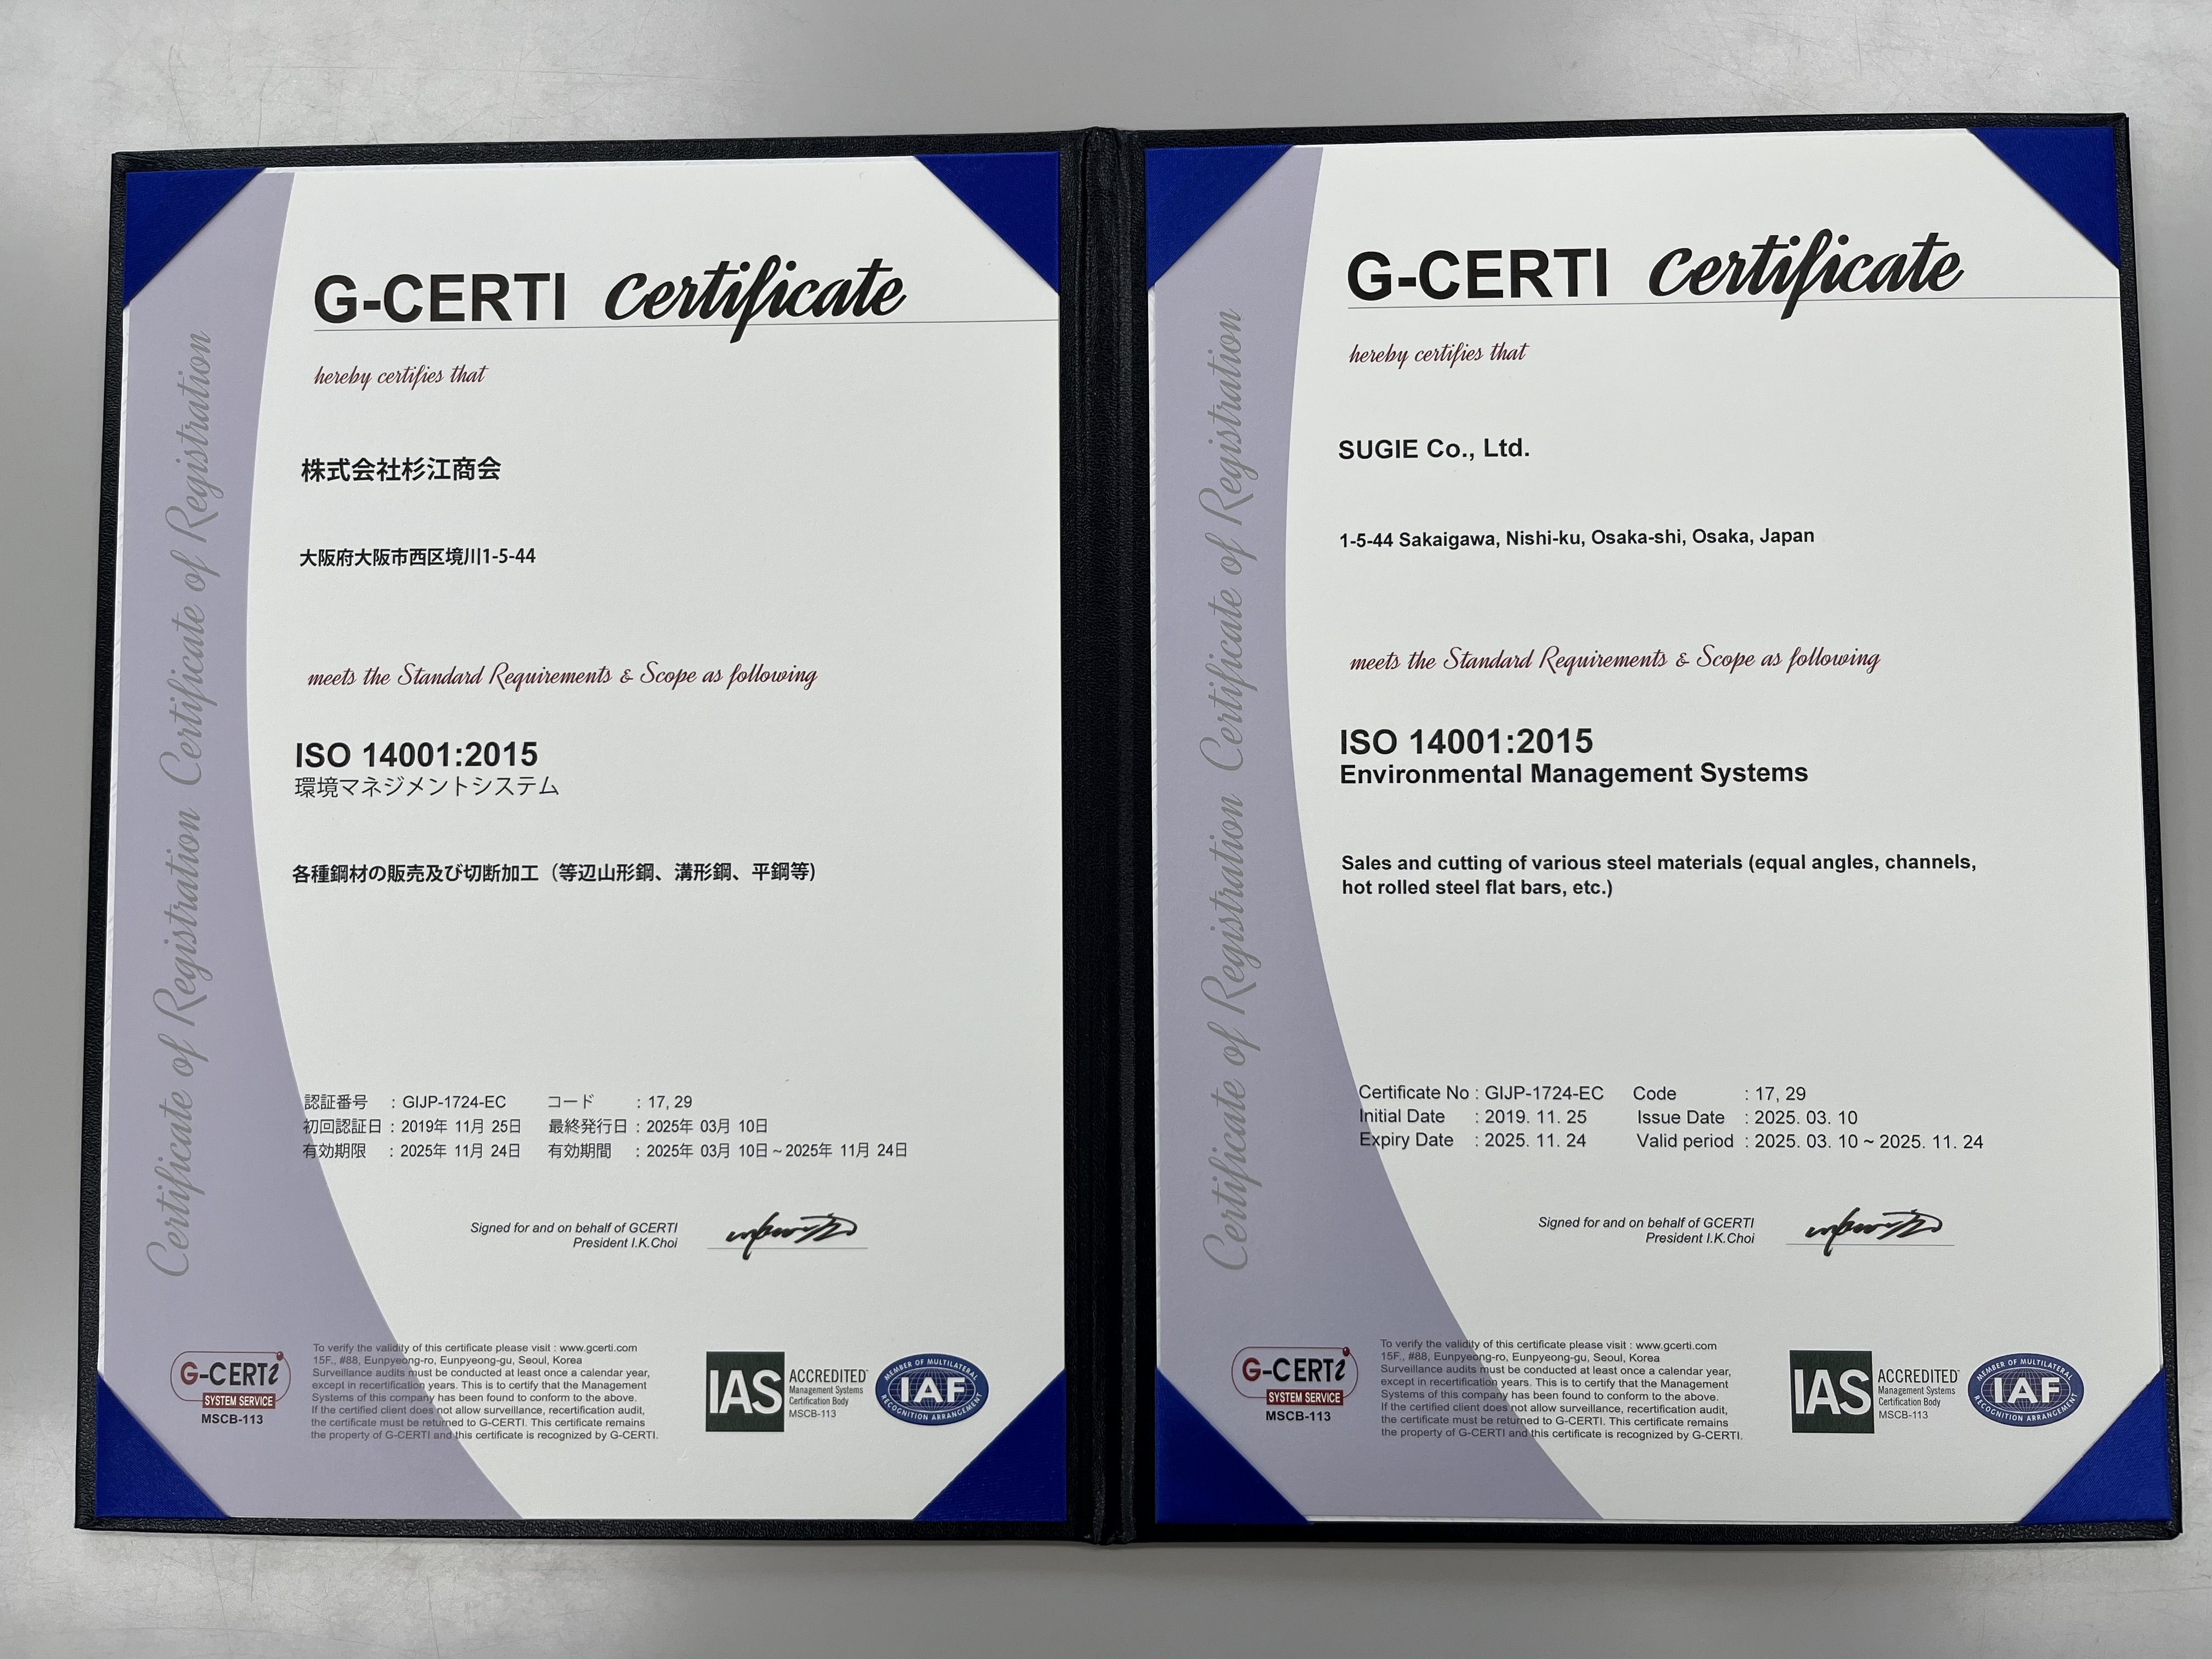 G-CERTI Certificate
hereby certifies that
株式会社杉江商会
大阪府大阪市西区境川1-5-44
meets the Standard Requirements & Scope as following
ISO 14001:2015
環境マネジメントシステム
各種鋼材の販売及び切断加工（等辺山形鋼、溝形鋼、平鋼等）
認証番号 : GIJP-1724-EC コード : 17, 29
初回認証日 : 2019年 11月 25日 最終発行日 : 2025年 03月 10日
有効期限 : 2025年 11月 24日 有効期間 : 2025年 03月 10日 ~ 2025年 11月 24日
Signed for and on behalf of GCERTI
President I.K.Choi
Certificate of Registration Certificate of Registration
G-CERTi
SYSTEM SERVICE
MSCB-113
To verify the validity of this certificate please visit : www.gcerti.com
15F., #88, Eunpyeong-ro, Eunpyeong-gu, Seoul, Korea
Surveillance audits must be conducted at least once a calendar year,
except in recertification years. This is to certify that the Management
Systems of this company has been found to conform to the above.
If the certified client does not allow surveillance, recertification audit,
the certificate must be returned to G-CERTI. This certificate remains
the property of G-CERTI and this certificate is recognized by G-CERTI.
IAS
ACCREDITED
Management Systems
Certification Body
MSCB-113
MEMBER OF MULTILATERAL
IAF
RECOGNITION ARRANGEMENT
G-CERTI Certificate
hereby certifies that
SUGIE Co., Ltd.
1-5-44 Sakaigawa, Nishi-ku, Osaka-shi, Osaka, Japan
meets the Standard Requirements & Scope as following
ISO 14001:2015
Environmental Management Systems
Sales and cutting of various steel materials (equal angles, channels,
hot rolled steel flat bars, etc.)
Certificate No : GIJP-1724-EC Code : 17, 29
Initial Date : 2019. 11. 25 Issue Date : 2025. 03. 10
Expiry Date : 2025. 11. 24 Valid period : 2025. 03. 10 ~ 2025. 11. 24
Signed for and on behalf of GCERTI
President I.K.Choi
Certificate of Registration Certificate of Registration
G-CERTi
SYSTEM SERVICE
MSCB-113
To verify the validity of this certificate please visit : www.gcerti.com
15F., #88, Eunpyeong-ro, Eunpyeong-gu, Seoul, Korea
Surveillance audits must be conducted at least once a calendar year,
except in recertification years. This is to certify that the Management
Systems of this company has been found to conform to the above.
If the certified client does not allow surveillance, recertification audit,
the certificate must be returned to G-CERTI. This certificate remains
the property of G-CERTI and this certificate is recognized by G-CERTI.
IAS
ACCREDITED
Management Systems
Certification Body
MSCB-113
MEMBER OF MULTILATERAL
IAF
RECOGNITION ARRANGEMENT